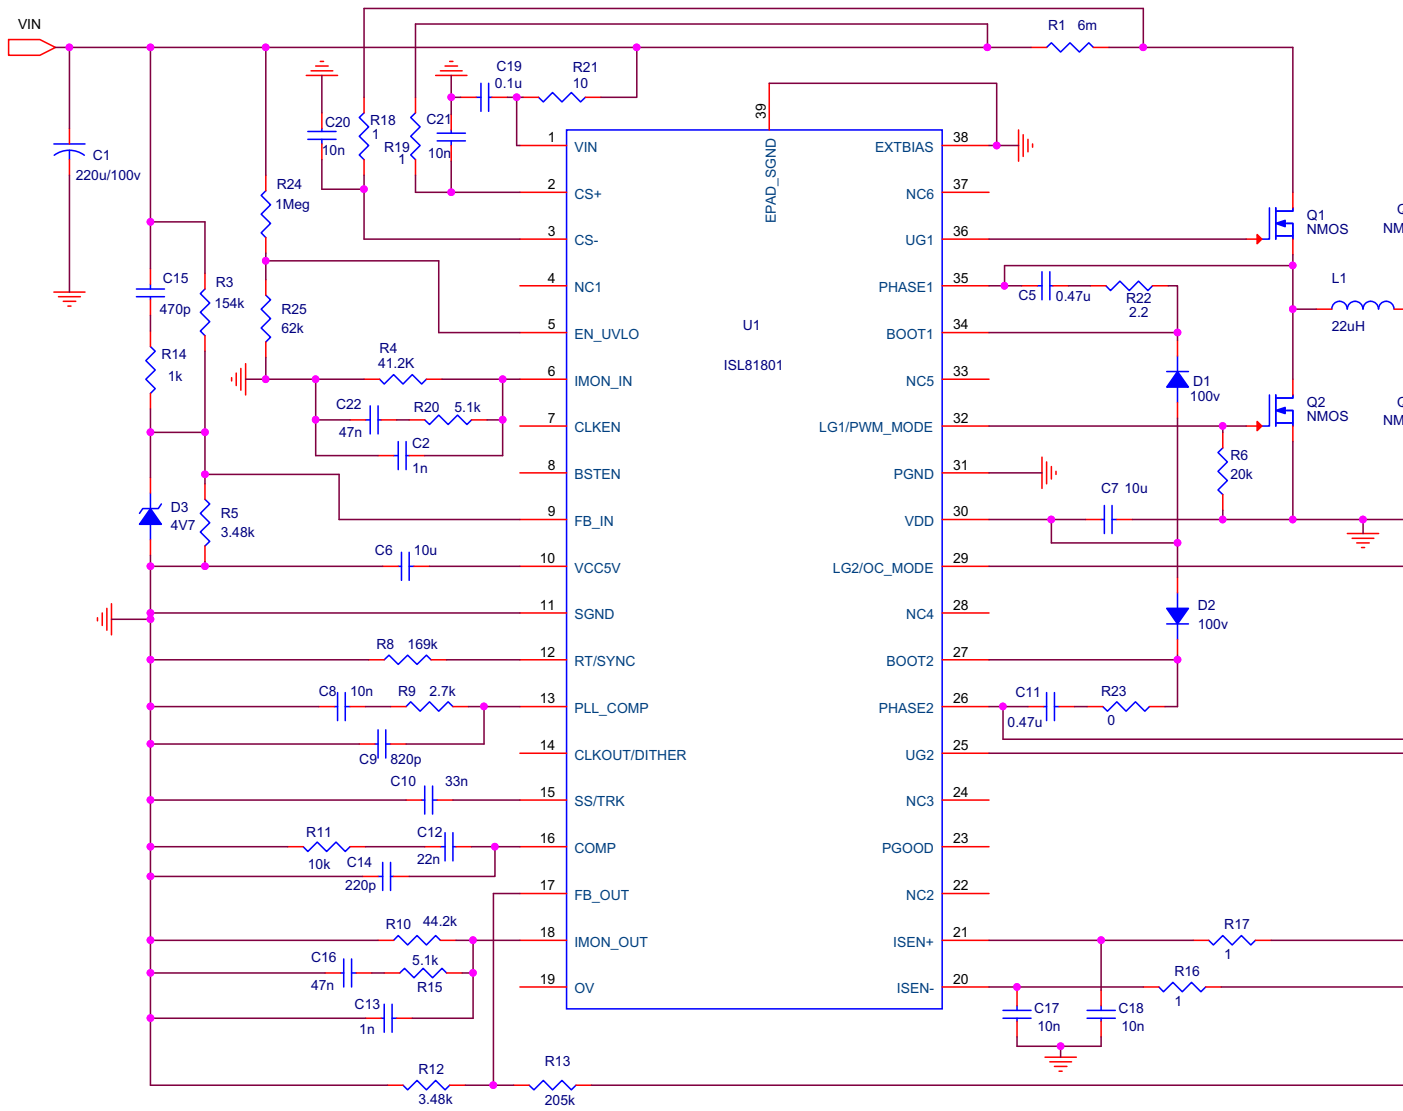 VIN
R1 6m
C1
220u/100v
C20
10n
R18
1
R19
1
C21
10n
C19
0.1u
R21
10
R24
1Meg
R25
62k
C15
470p
R3
154k
R14
1k
D3
4V7
R5
3.48k
R4
41.2K
C22
47n
R20 5.1k
C2
1n
C6 10u
R8 169k
C8 10n
R9 2.7k
C9 820p
C10 33n
R11
10k
C12
22n
C14
220p
R10 44.2k
C16
47n
5.1k
R15
C13
1n
R12
3.48k
R13
205k
U1
ISL81801
1 VIN
2 CS+
3 CS-
4 NC1
5 EN_UVLO
6 IMON_IN
7 CLKEN
8 BSTEN
9 FB_IN
10 VCC5V
11 SGND
12 RT/SYNC
13 PLL_COMP
14 CLKOUT/DITHER
15 SS/TRK
16 COMP
17 FB_OUT
18 IMON_OUT
19 OV
39
EPAD_SGND
EXTBIAS 38
NC6 37
UG1 36
PHASE1 35
BOOT1 34
NC5 33
LG1/PWM_MODE 32
PGND 31
VDD 30
LG2/OC_MODE 29
NC4 28
BOOT2 27
PHASE2 26
UG2 25
NC3 24
PGOOD 23
NC2 22
ISEN+ 21
ISEN- 20
Q1
NMOS
Q
NM
C5 0.47u
R22
2.2
L1
22uH
D1
100v
Q2
NMOS
Q
NM
R6
20k
C7 10u
D2
100v
C11
0.47u
R23
0
R17
1
R16
1
C17
10n
C18
10n